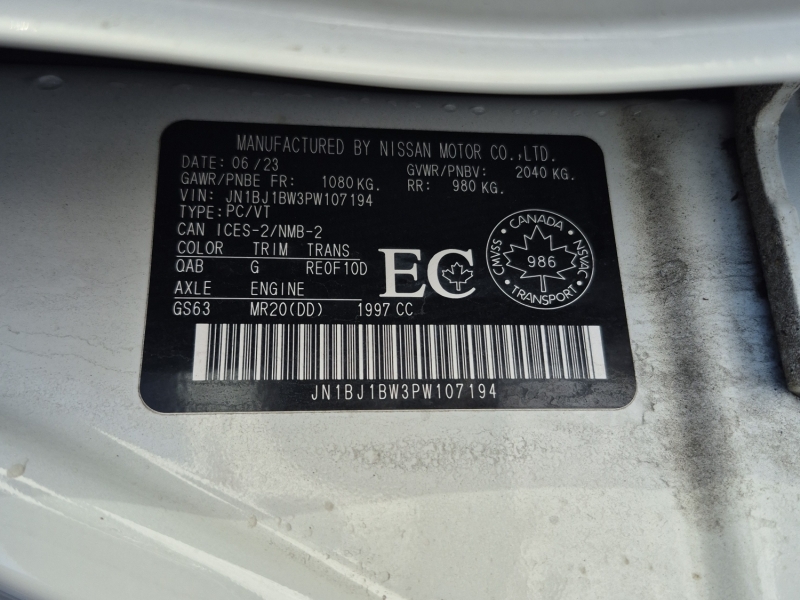 MANUFACTURED BY NISSAN MOTOR CO.,LTD.
DATE: 06/23 GVWR/PNBV: 2040 KG.
GAWR/PNBE FR: 1080 KG. RR: 980 KG.
VIN: JN1BJ1BW3PW107194
TYPE: PC/VT
CAN ICES-2/NMB-2
COLOR TRIM TRANS
QAB G RE0F10D
AXLE ENGINE
GS63 MR20(DD) 1997 CC
EC
CANADA
CMVSS 986 NSVAC
TRANSPORT
JN1BJ1BW3PW107194